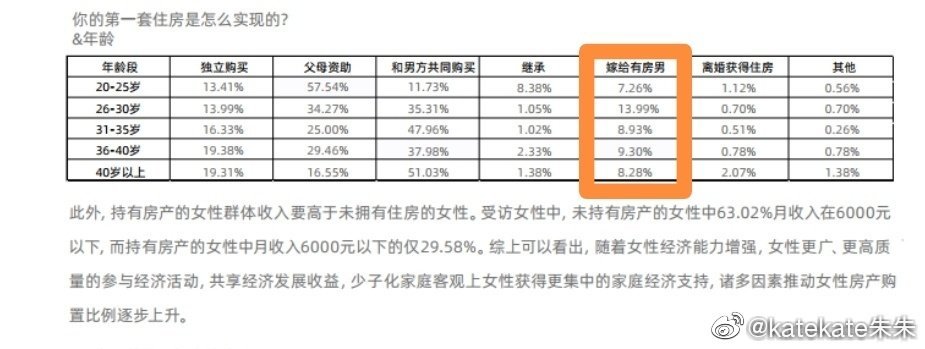 你的第一套住房是怎么实现的?
&年龄
年龄段 独立购买 父母资助 和男方共同购买 继承 嫁给有房男 离婚获得住房 其他
20-25岁 13.41% 57.54% 11.73% 8.38% 7.26% 1.12% 0.56%
26-30岁 13.99% 34.27% 35.31% 1.05% 13.99% 0.70% 0.70%
31-35岁 16.33% 25.00% 47.96% 1.02% 8.93% 0.51% 0.26%
36-40岁 19.38% 29.46% 37.98% 2.33% 9.30% 0.78% 0.78%
40岁以上 19.31% 16.55% 51.03% 1.38% 8.28% 2.07% 1.38%
此外, 持有房产的女性群体收入要高于未拥有住房的女性。受访女性中, 未持有房产的女性中63.02%月收入在6000元
以下, 而持有房产的女性中月收入6000元以下的仅29.58%。综上可以看出, 随着女性经济能力增强, 女性更广、更高质
量的参与经济活动, 共享经济发展收益, 少子化家庭客观上女性获得更集中的家庭经济支持, 诸多因素推动女性房产购
置比例逐步上升。
@katekate朱朱